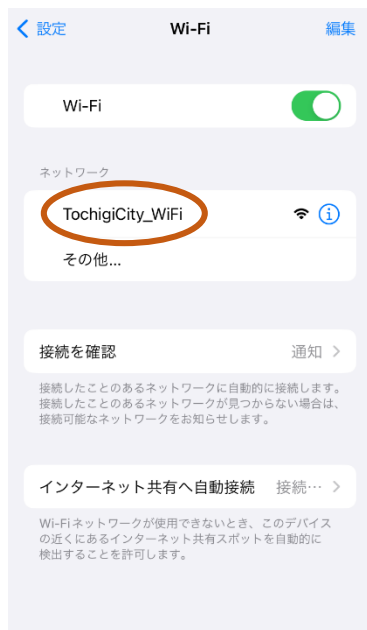 設定 Wi-Fi 編集
Wi-Fi
ネットワーク
TochigiCity_WiFi
その他...
接続を確認 通知
接続したことのあるネットワークに自動的に接続します。
接続したことのあるネットワークが見つからない場合は、
接続可能なネットワークをお知らせします。
インターネット共有へ自動接続 接続…
Wi-Fiネットワークが使用できないとき、このデバイス
の近くにあるインターネット共有スポットを自動的に
検出することを許可します。